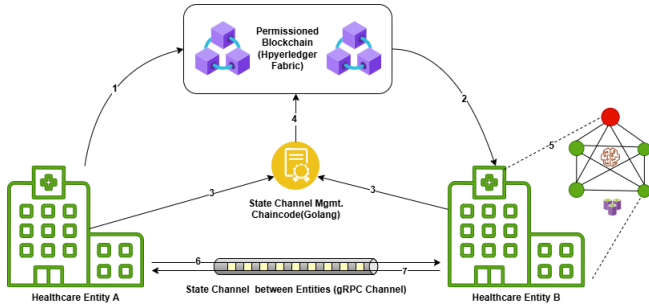 Permissioned
Blockchain
(Hpyerledger
Fabric)
1
2
4
5
3
3
State Channel Mgmt.
Chaincode(Golang)
6
7
State Channel between Entities (gRPC Channel)
Healthcare Entity A
Healthcare Entity B